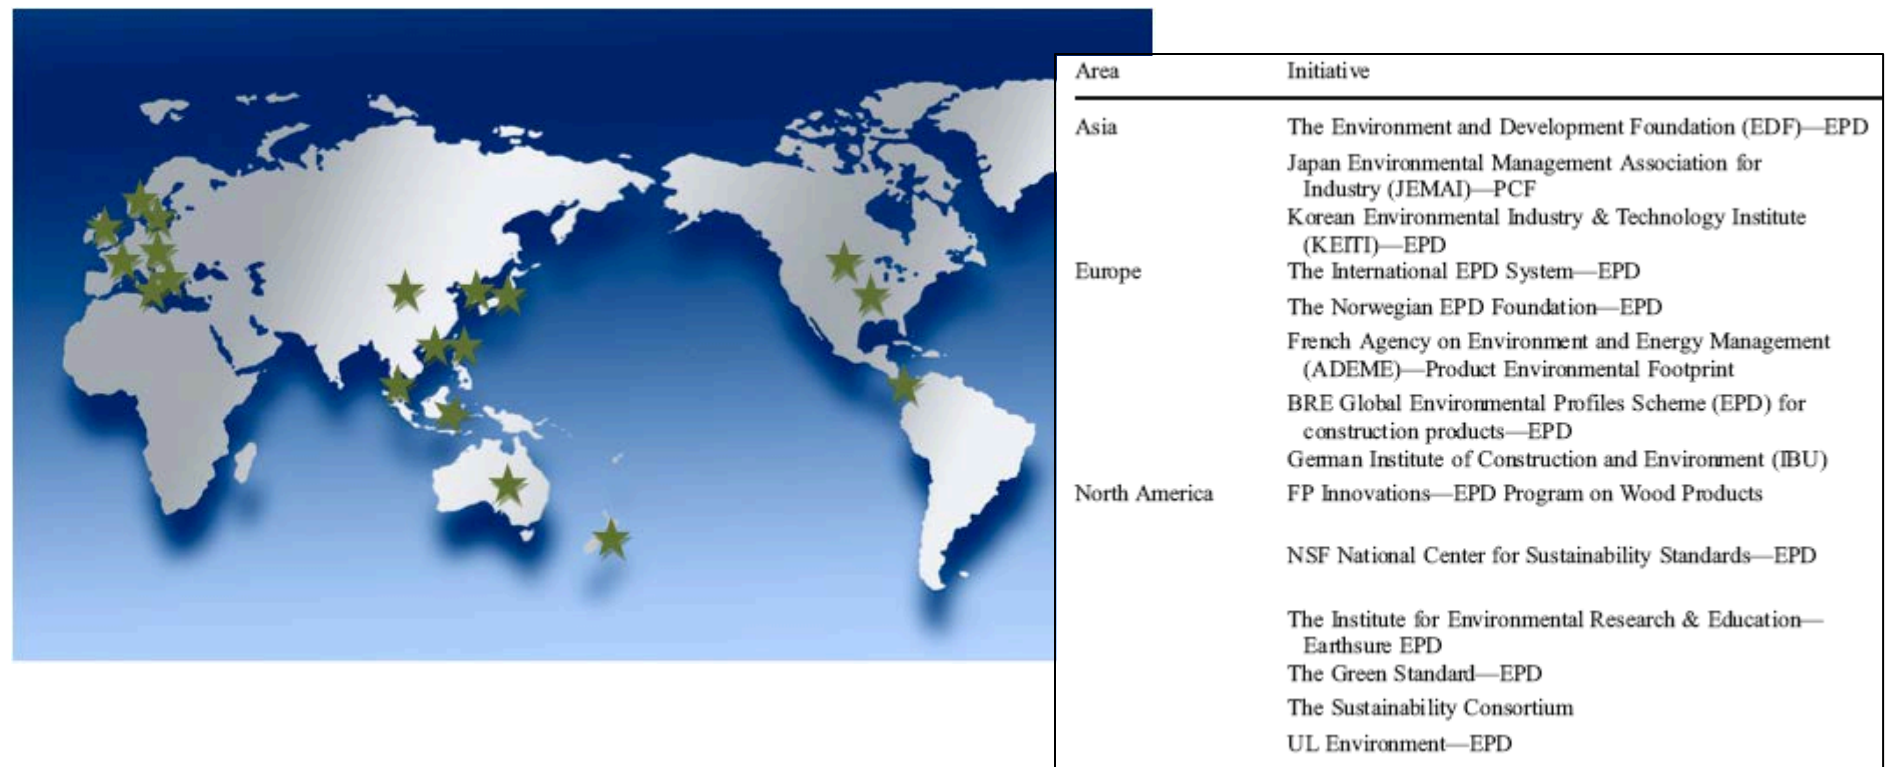 Area Initiative
Asia The Environment and Development Foundation (EDF)—EPD
Japan Environmental Management Association for
Industry (JEMAI)—PCF
Korean Environmental Industry & Technology Institute
(KEITI)—EPD
Europe The International EPD System—EPD
The Norwegian EPD Foundation—EPD
French Agency on Environment and Energy Management
(ADEME)—Product Environmental Footprint
BRE Global Environmental Profiles Scheme (EPD) for
construction products—EPD
German Institute of Construction and Environment (IBU)
North America FP Innovations—EPD Program on Wood Products
NSF National Center for Sustainability Standards—EPD
The Institute for Environmental Research & Education—
Earthsure EPD
The Green Standard—EPD
The Sustainability Consortium
UL Environment—EPD